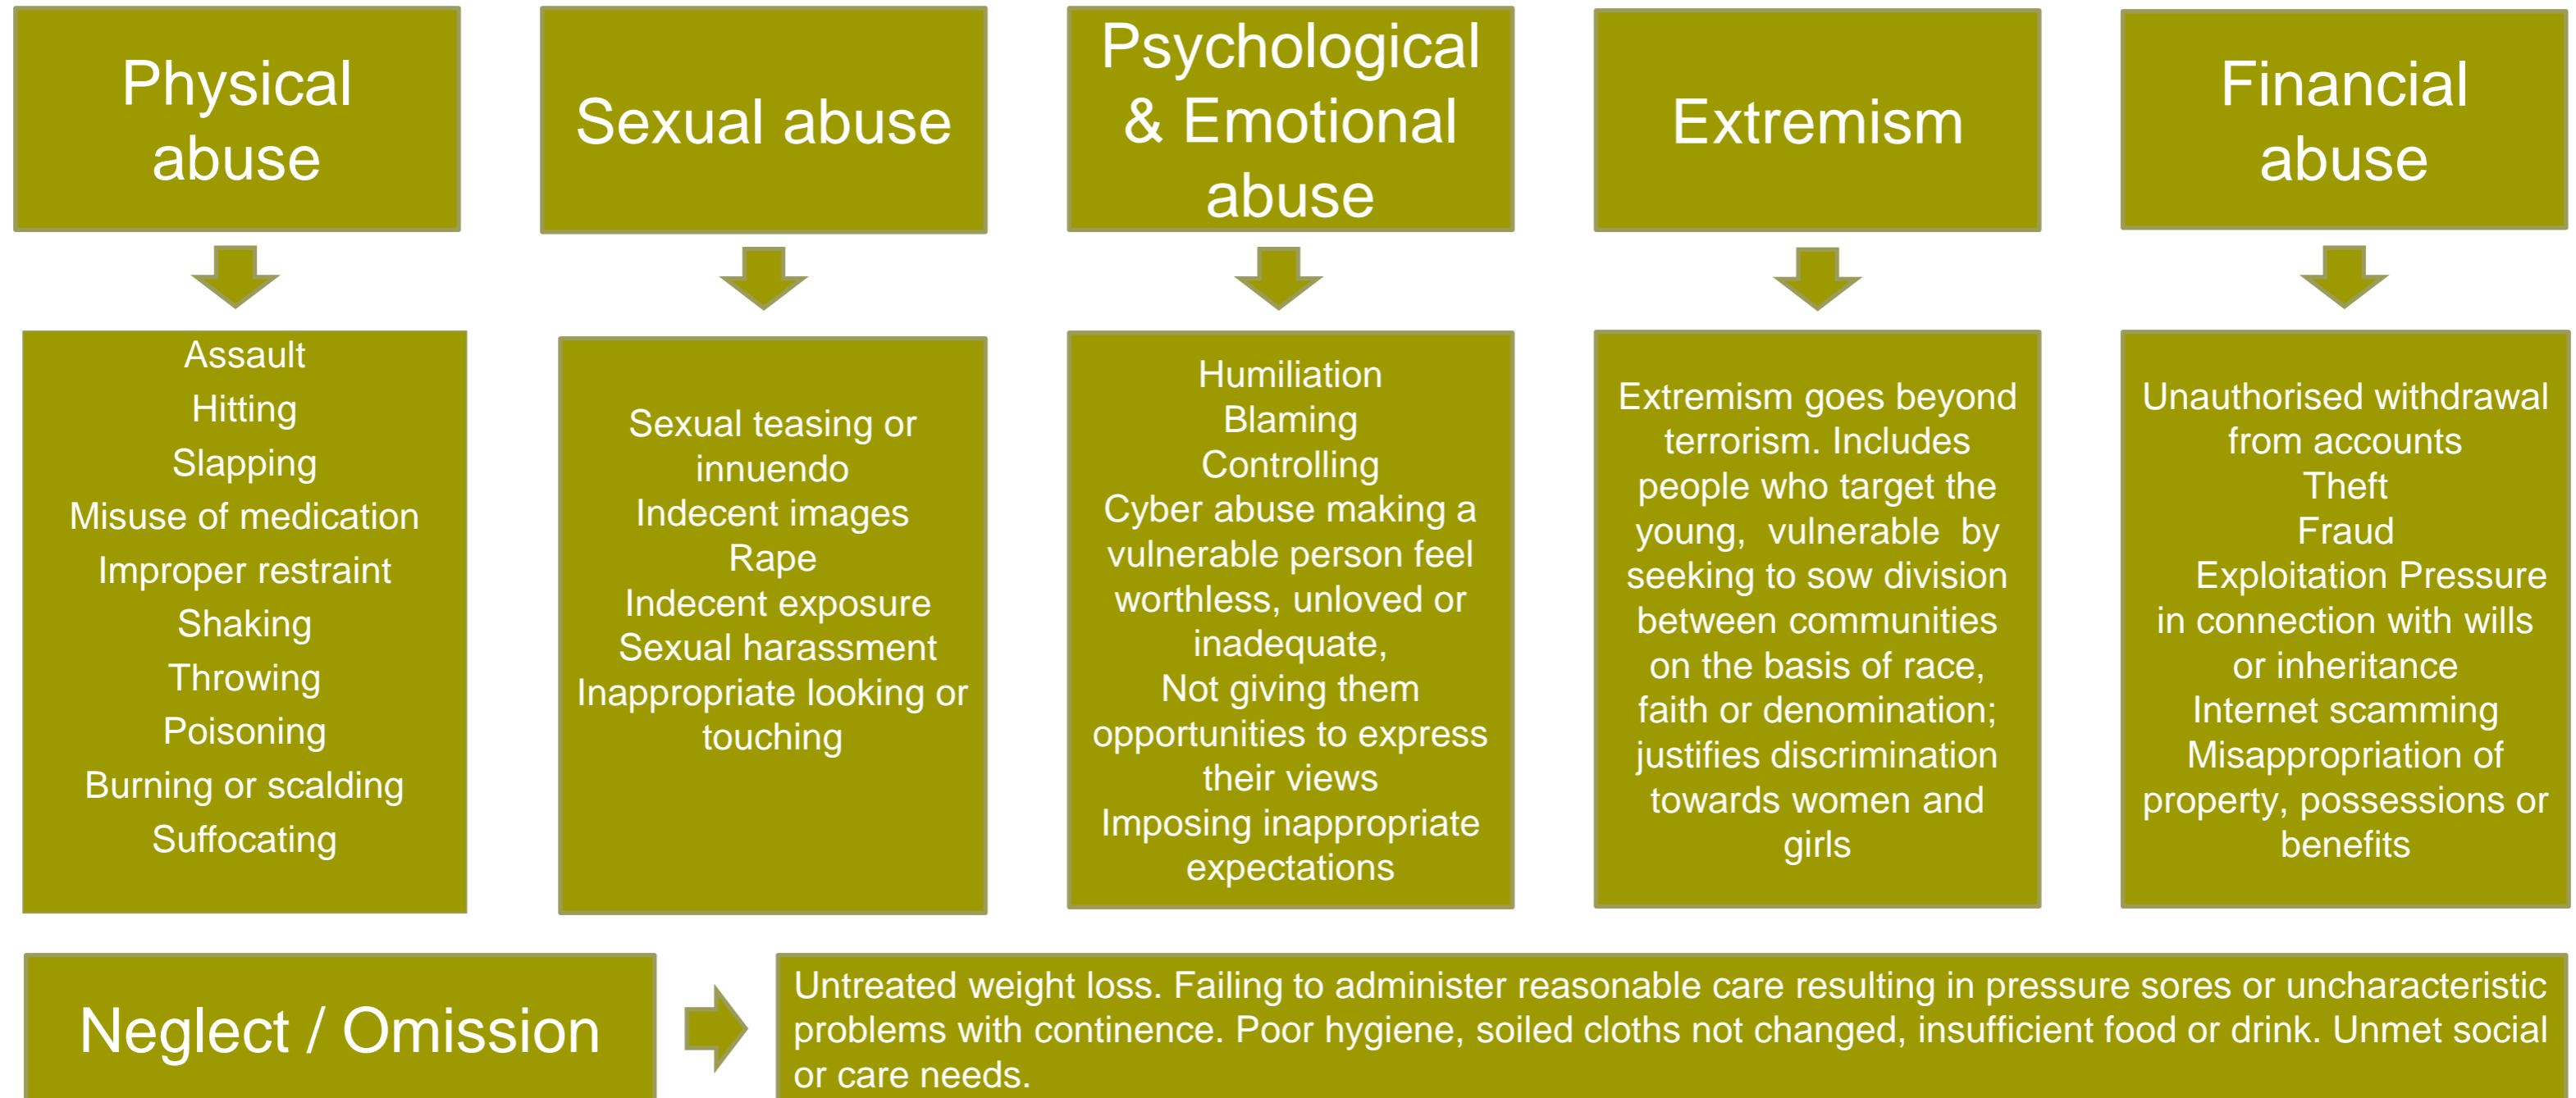 Physical
abuse
Sexual abuse
Psychological
& Emotional
abuse
Extremism
Financial
abuse
Assault
Hitting
Slapping
Misuse of medication
Improper restraint
Shaking
Throwing
Poisoning
Burning or scalding
Suffocating
Sexual teasing or
innuendo
Indecent images
Rape
Indecent exposure
Sexual harassment
Inappropriate looking or
touching
Humiliation
Blaming
Controlling
Cyber abuse making a
vulnerable person feel
worthless, unloved or
inadequate,
Not giving them
opportunities to express
their views
Imposing inappropriate
expectations
Extremism goes beyond
terrorism. Includes
people who target the
young, vulnerable by
seeking to sow division
between communities
on the basis of race,
faith or denomination;
justifies discrimination
towards women and
girls
Unauthorised withdrawal
from accounts
Theft
Fraud
Exploitation Pressure
in connection with wills
or inheritance
Internet scamming
Misappropriation of
property, possessions or
benefits
Neglect / Omission
Untreated weight loss. Failing to administer reasonable care resulting in pressure sores or uncharacteristic
problems with continence. Poor hygiene, soiled cloths not changed, insufficient food or drink. Unmet social
or care needs.